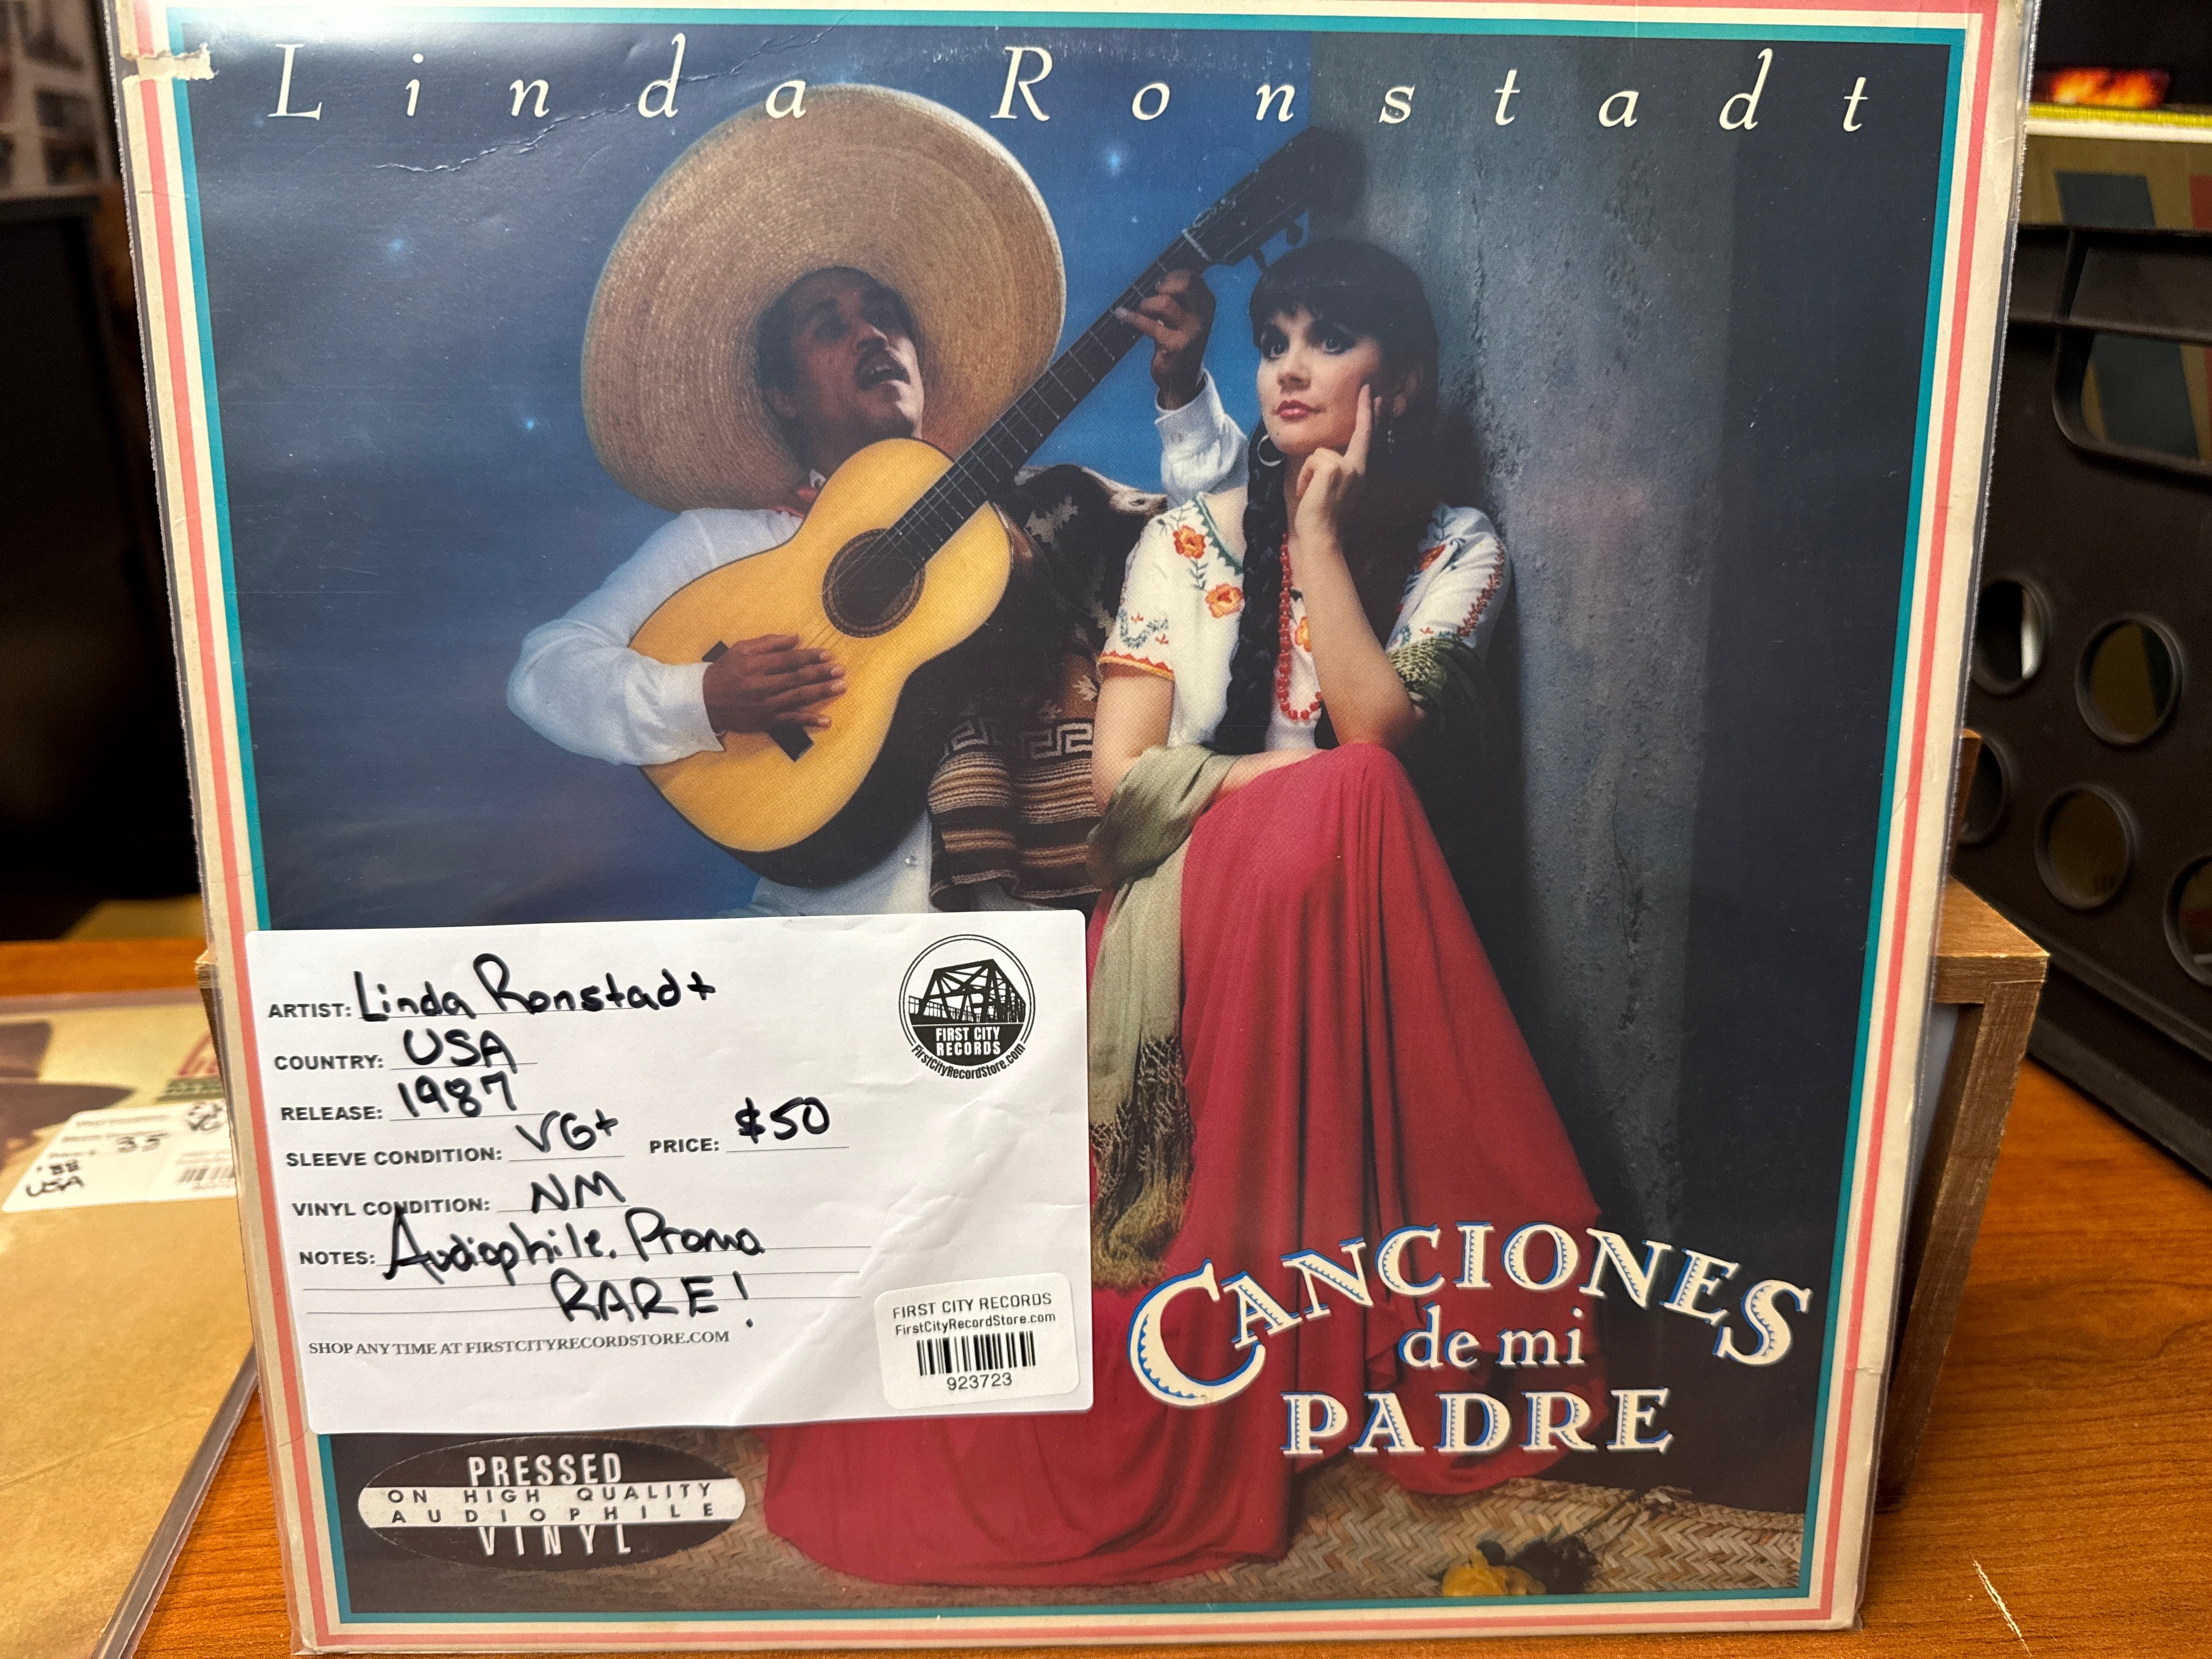 Linda Ronstadt
ARTIST: Linda Ronstadt
COUNTRY: USA
RELEASE: 1987
SLEEVE CONDITION: VG+ PRICE: $50
VINYL CONDITION: NM
NOTES: Audiophile. Promo
RARE!
SHOP ANY TIME AT FIRSTCITYRECORDSTORE.COM
FIRST CITY
RECORDS
FirstCityRecordStore.com
FIRST CITY RECORDS
FirstCityRecordStore.com
923723
CANCIONES
de mi
PADRE
PRESSED
ON HIGH QUALITY
AUDIOPHILE
VINYL
35
USA